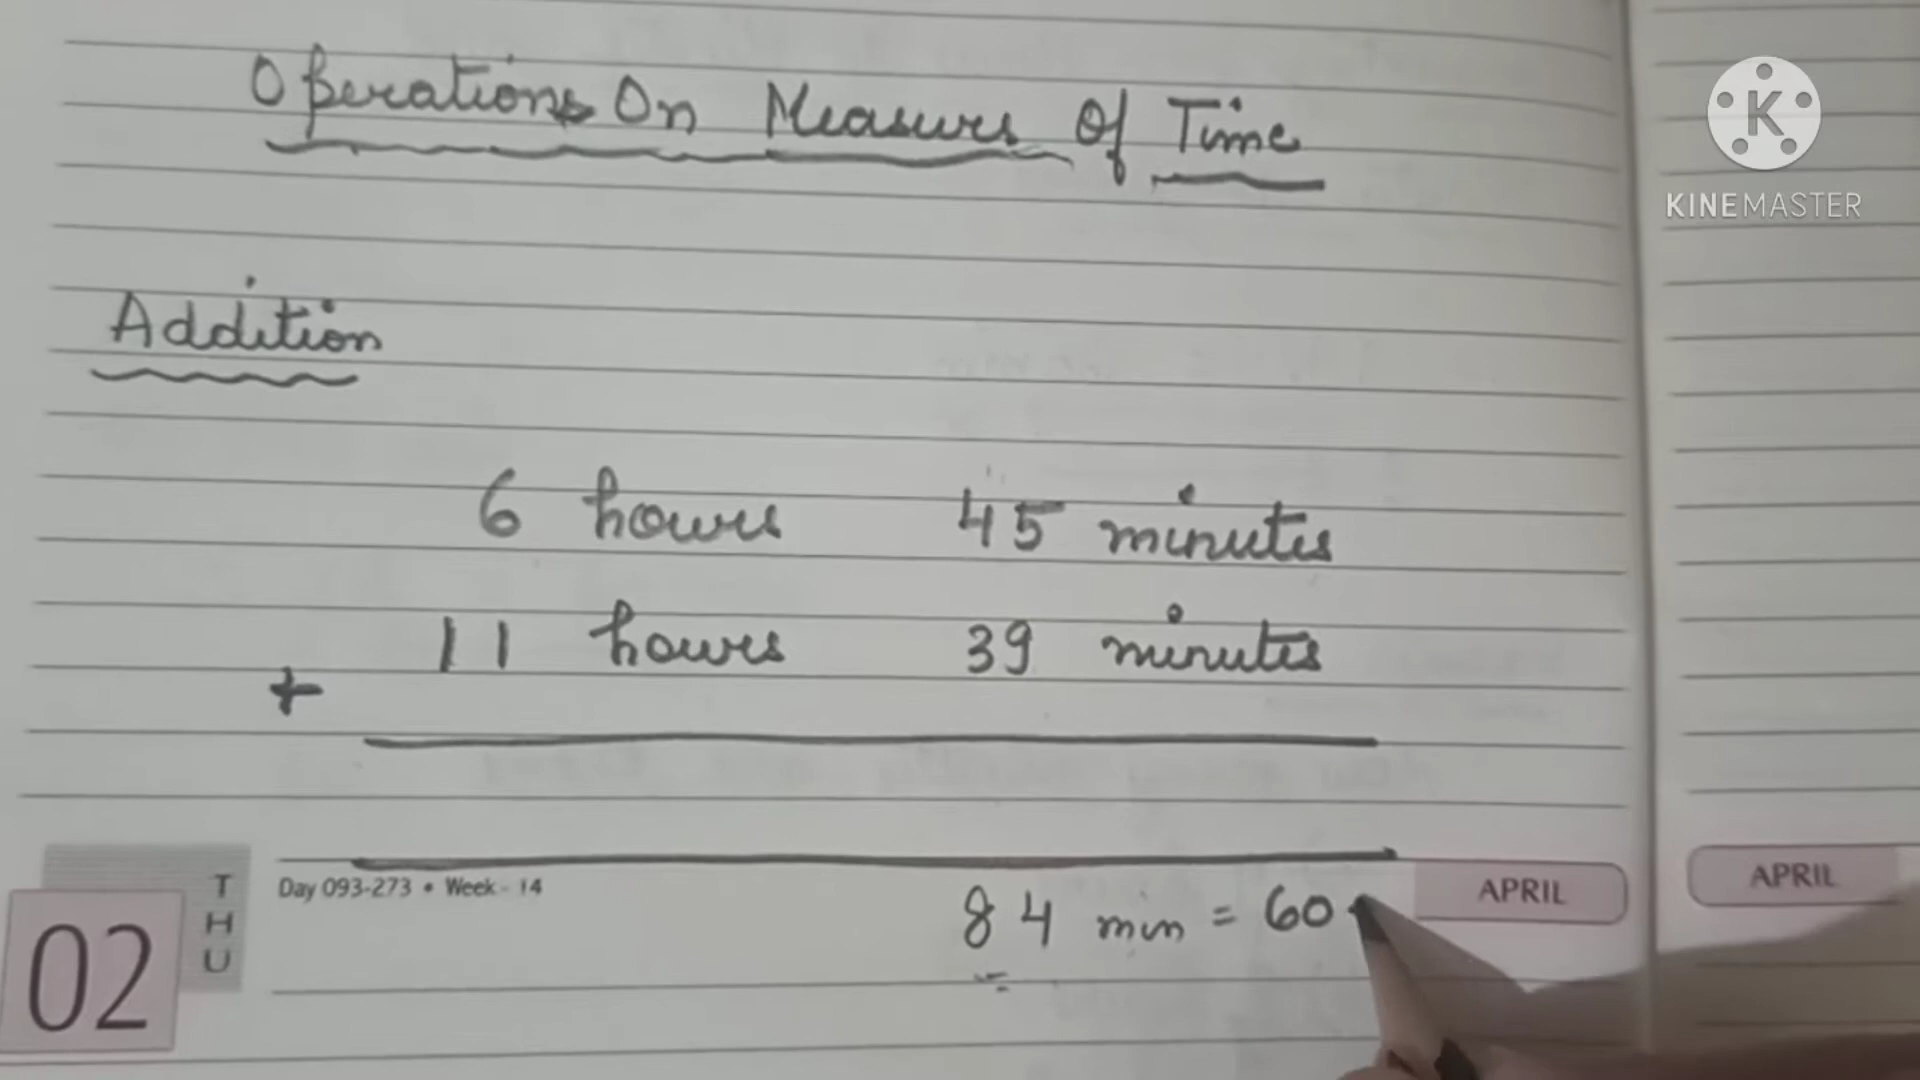 Operations On Measures Of Time
K
KINEMASTER
Addition
6 hours 45 minutes
11 hours 39 minutes
+
02
THU
Day 093-273 • Week - 14
84 min = 60
APRIL
APRIL